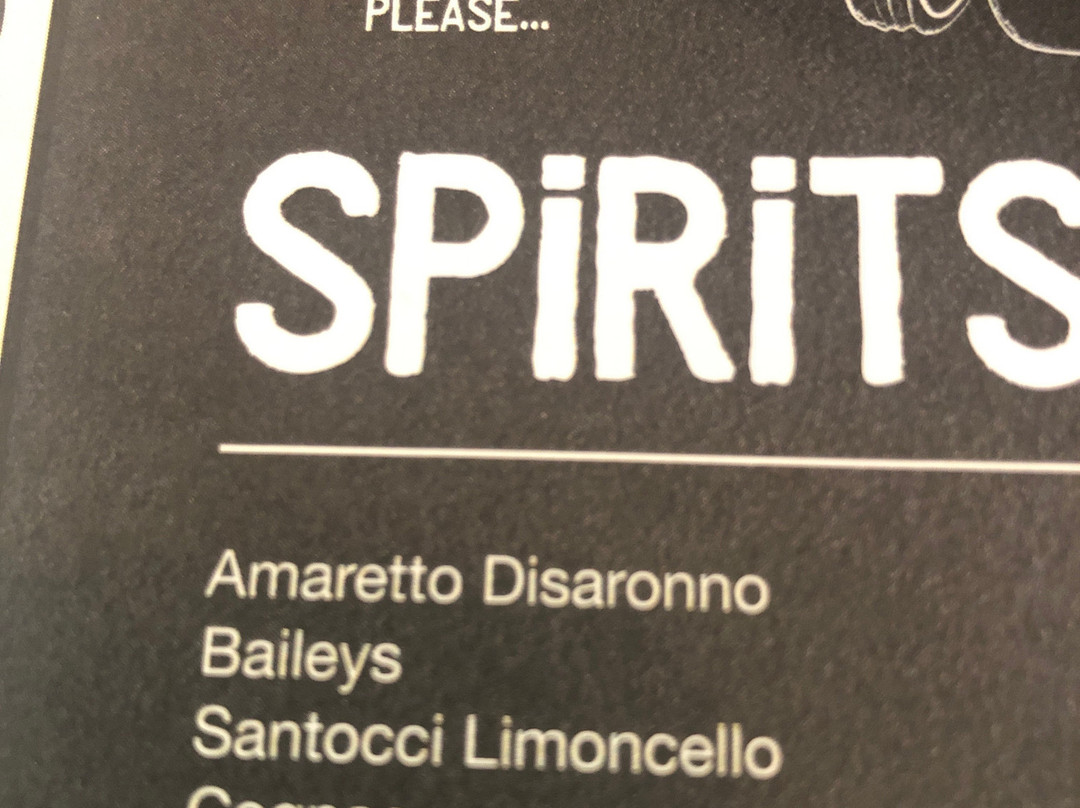 PLEASE...
SPiRiTS
Amaretto Disaronno
Baileys
Santocci Limoncello